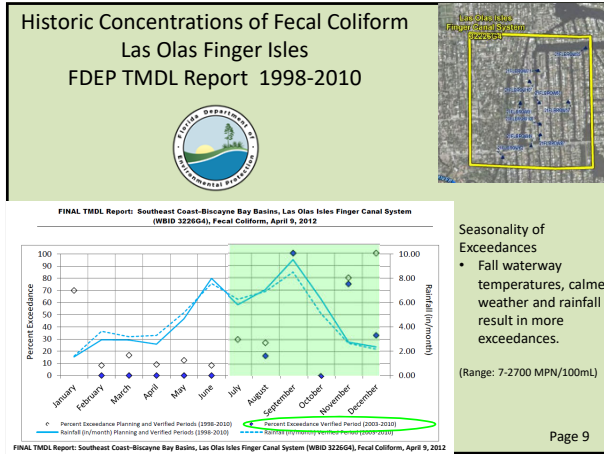 Historic Concentrations of Fecal Coliform
Las Olas Finger Isles
FDEP TMDL Report 1998-2010
Florida Department of
Environmental Protection
Las Olas Isles
Finger Canal System
3226G4
FINAL TMDL Report: Southeast Coast-Biscayne Bay Basins, Las Olas Isles Finger Canal System
(WBID 3226G4), Fecal Coliform, April 9, 2012
Percent Exceedance
100
90
80
70
60
50
40
30
20
10
0
10.00
8.00
6.00
4.00
2.00
0.00
Rainfall (in/month)
January
February
March
April
May
June
July
August
September
October
November
December
Percent Exceedance Planning and Verified Periods (1998-2010)
Percent Exceedance Verified Period (2003-2010)
Rainfall (in/month) Planning and Verified Periods (1998-2010)
Rainfall (in/month) Verified Period (2003-2010)
FINAL TMDL Report: Southeast Coast–Biscayne Bay Basins, Las Olas Isles Finger Canal System (WBID 3226G4), Fecal Coliform, April 9, 2012
Seasonality of
Exceedances
• Fall waterway
temperatures, calme
weather and rainfall
result in more
exceedances.
(Range: 7-2700 MPN/100mL)
Page 9